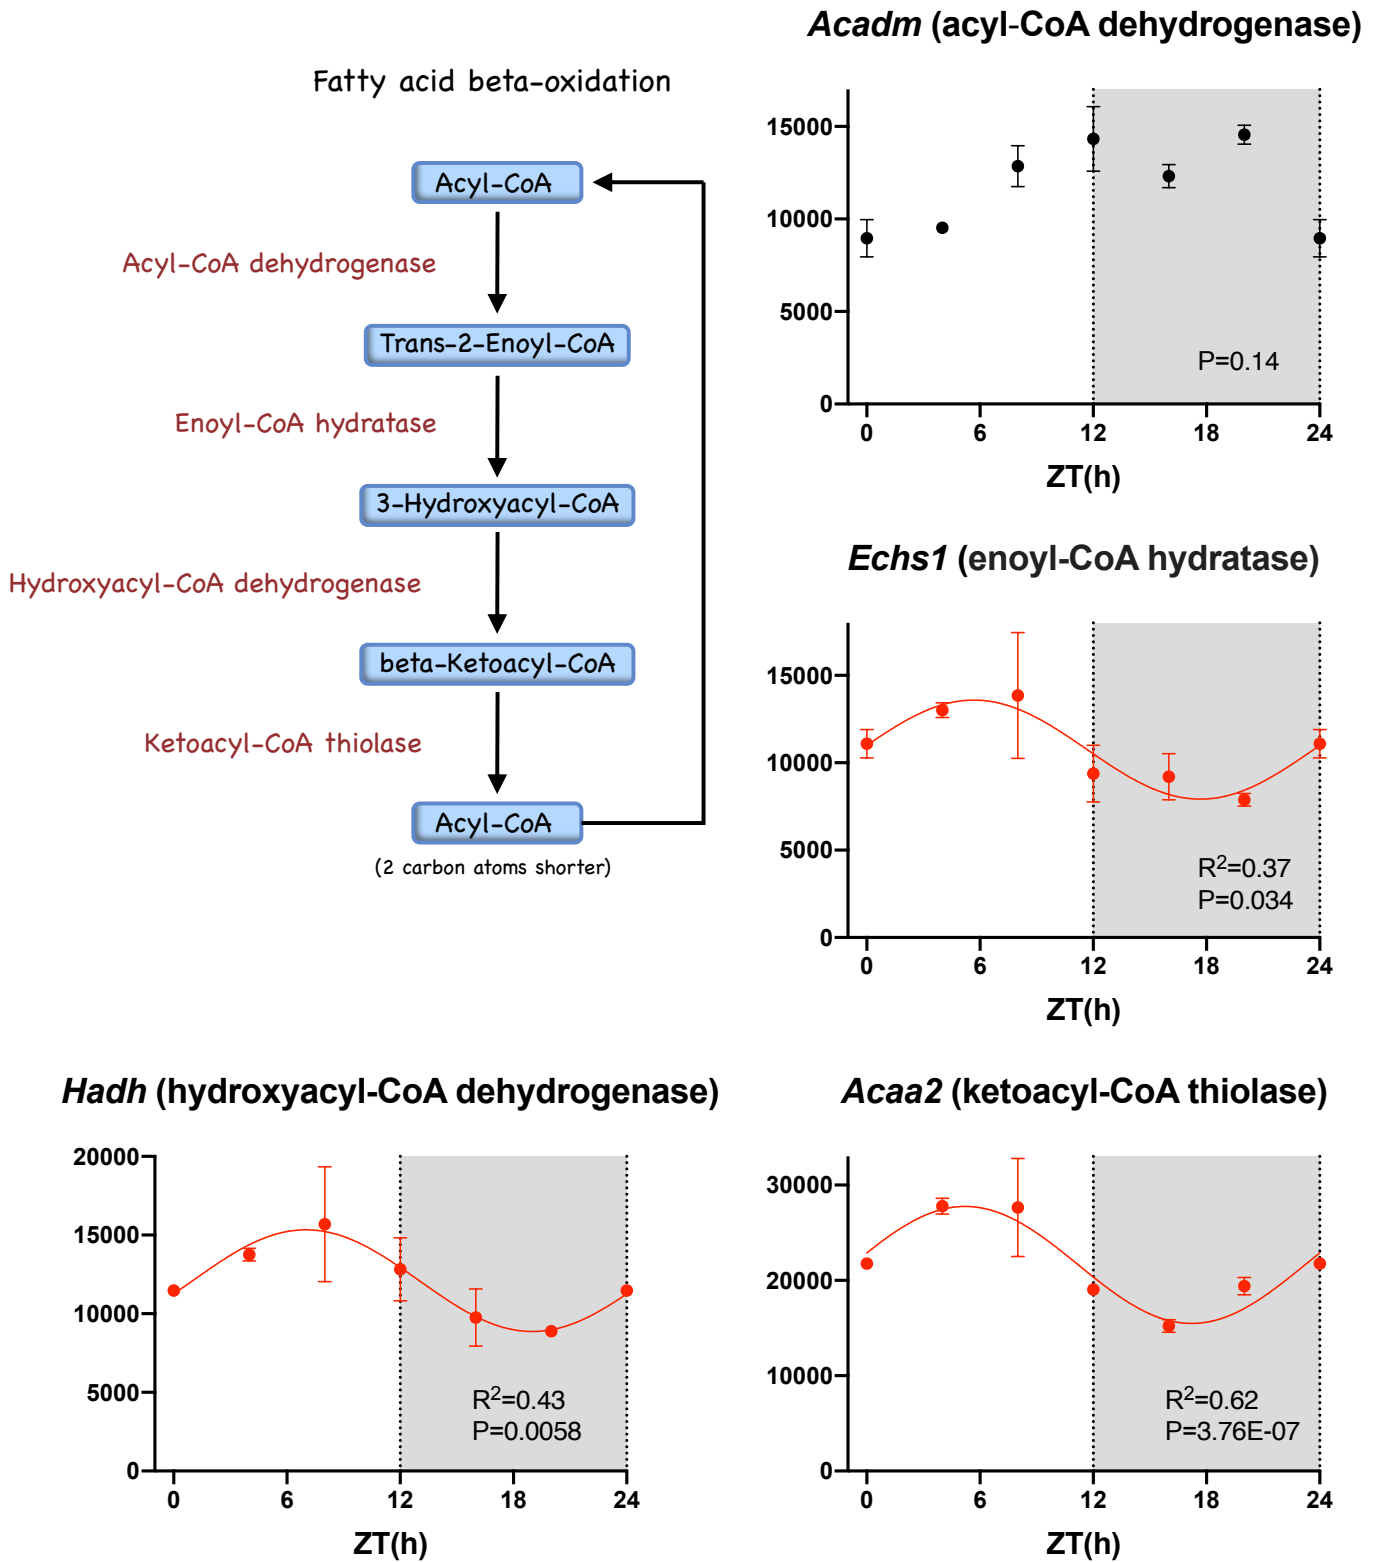 Fatty acid beta-oxidation
Acyl-CoA
Acyl-CoA dehydrogenase
Trans-2-Enoyl-CoA
Enoyl-CoA hydratase
3-Hydroxyacyl-CoA
Hydroxyacyl-CoA dehydrogenase
beta-Ketoacyl-CoA
Ketoacyl-CoA thiolase
Acyl-CoA
(2 carbon atoms shorter)
Acadm (acyl-CoA dehydrogenase)
15000
10000
5000
0
P=0.14
0 6 12 18 24
ZT(h)
Echs1 (enoyl-CoA hydratase)
15000
10000
5000
0
R²=0.37
P=0.034
0 6 12 18 24
ZT(h)
Hadh (hydroxyacyl-CoA dehydrogenase)
20000
15000
10000
5000
0
R²=0.43
P=0.0058
0 6 12 18 24
ZT(h)
Acaa2 (ketoacyl-CoA thiolase)
30000
20000
10000
0
R²=0.62
P=3.76E-07
0 6 12 18 24
ZT(h)